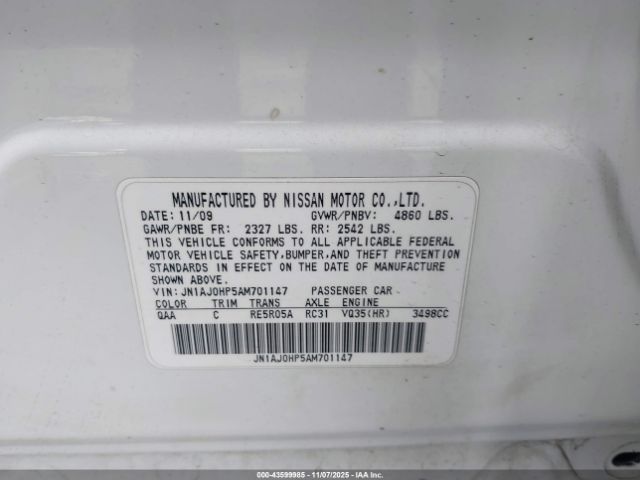 MANUFACTURED BY NISSAN MOTOR CO.,LTD.
DATE: 11/09 GVWR/PNBV: 4860 LBS.
GAWR/PNBE FR: 2327 LBS. RR: 2542 LBS.
THIS VEHICLE CONFORMS TO ALL APPLICABLE FEDERAL
MOTOR VEHICLE SAFETY,BUMPER,AND THEFT PREVENTION
STANDARDS IN EFFECT ON THE DATE OF MANUFACTURE
SHOWN ABOVE.
VIN: JN1AJ0HP5AM701147 PASSENGER CAR
COLOR TRIM TRANS AXLE ENGINE
QAA C RE5R05A RC31 VQ35(HR) 3498CC
JN1AJ0HP5AM701147
000-43599985 - 11/07/2025 - IAAI.COM